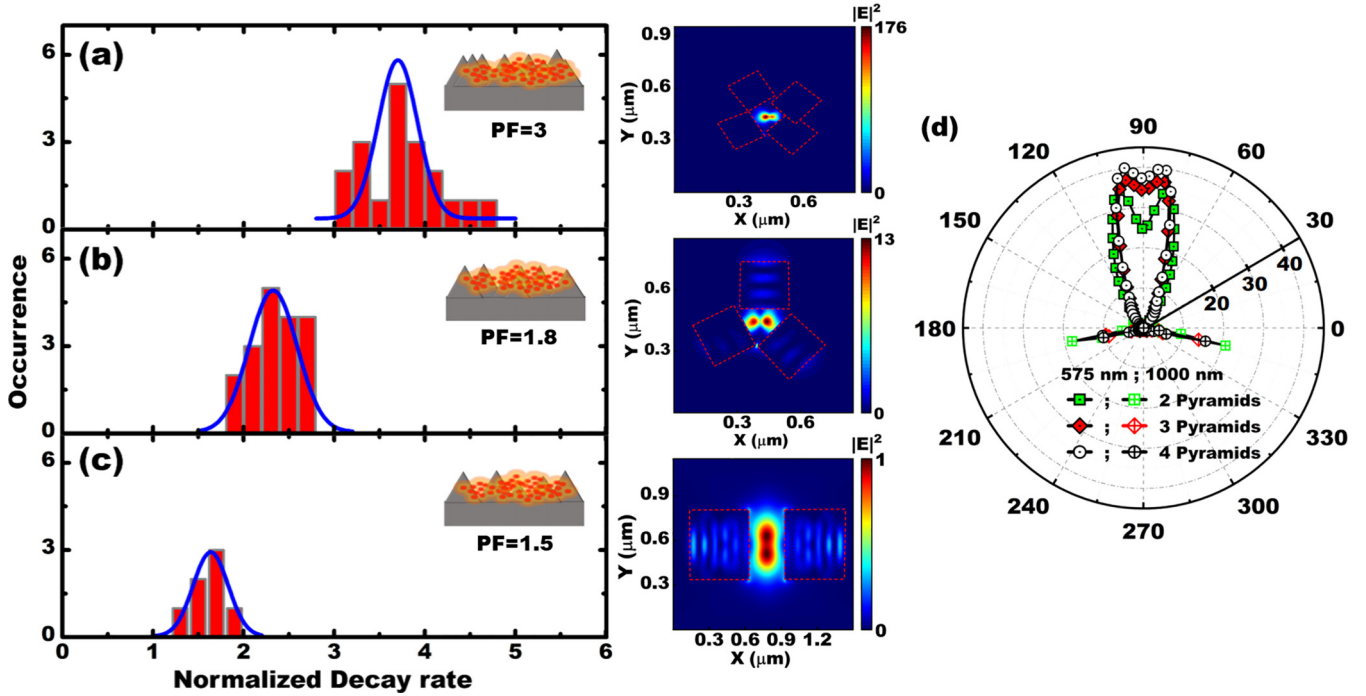 (a)
PF=3
6
3
0
(b)
PF=1.8
6
3
0
(c)
PF=1.5
6
3
0
0 1 2 3 4 5 6
Occurrence
Normalized Decay rate
|E|²
176
0
0.9
0.6
0.3
Y (μm)
0.3 0.6
X (μm)
|E|²
13
0
0.6
0.3
Y (μm)
0.3 0.6
X (μm)
|E|²
1
0
0.9
0.6
0.3
Y (μm)
0.3 0.6 0.9 1.2
X (μm)
(d)
90
120 60
150 30
40
30
20
180 0
575 nm ; 1000 nm
; 2 Pyramids
; 3 Pyramids
; 4 Pyramids
210 330
240 300
270